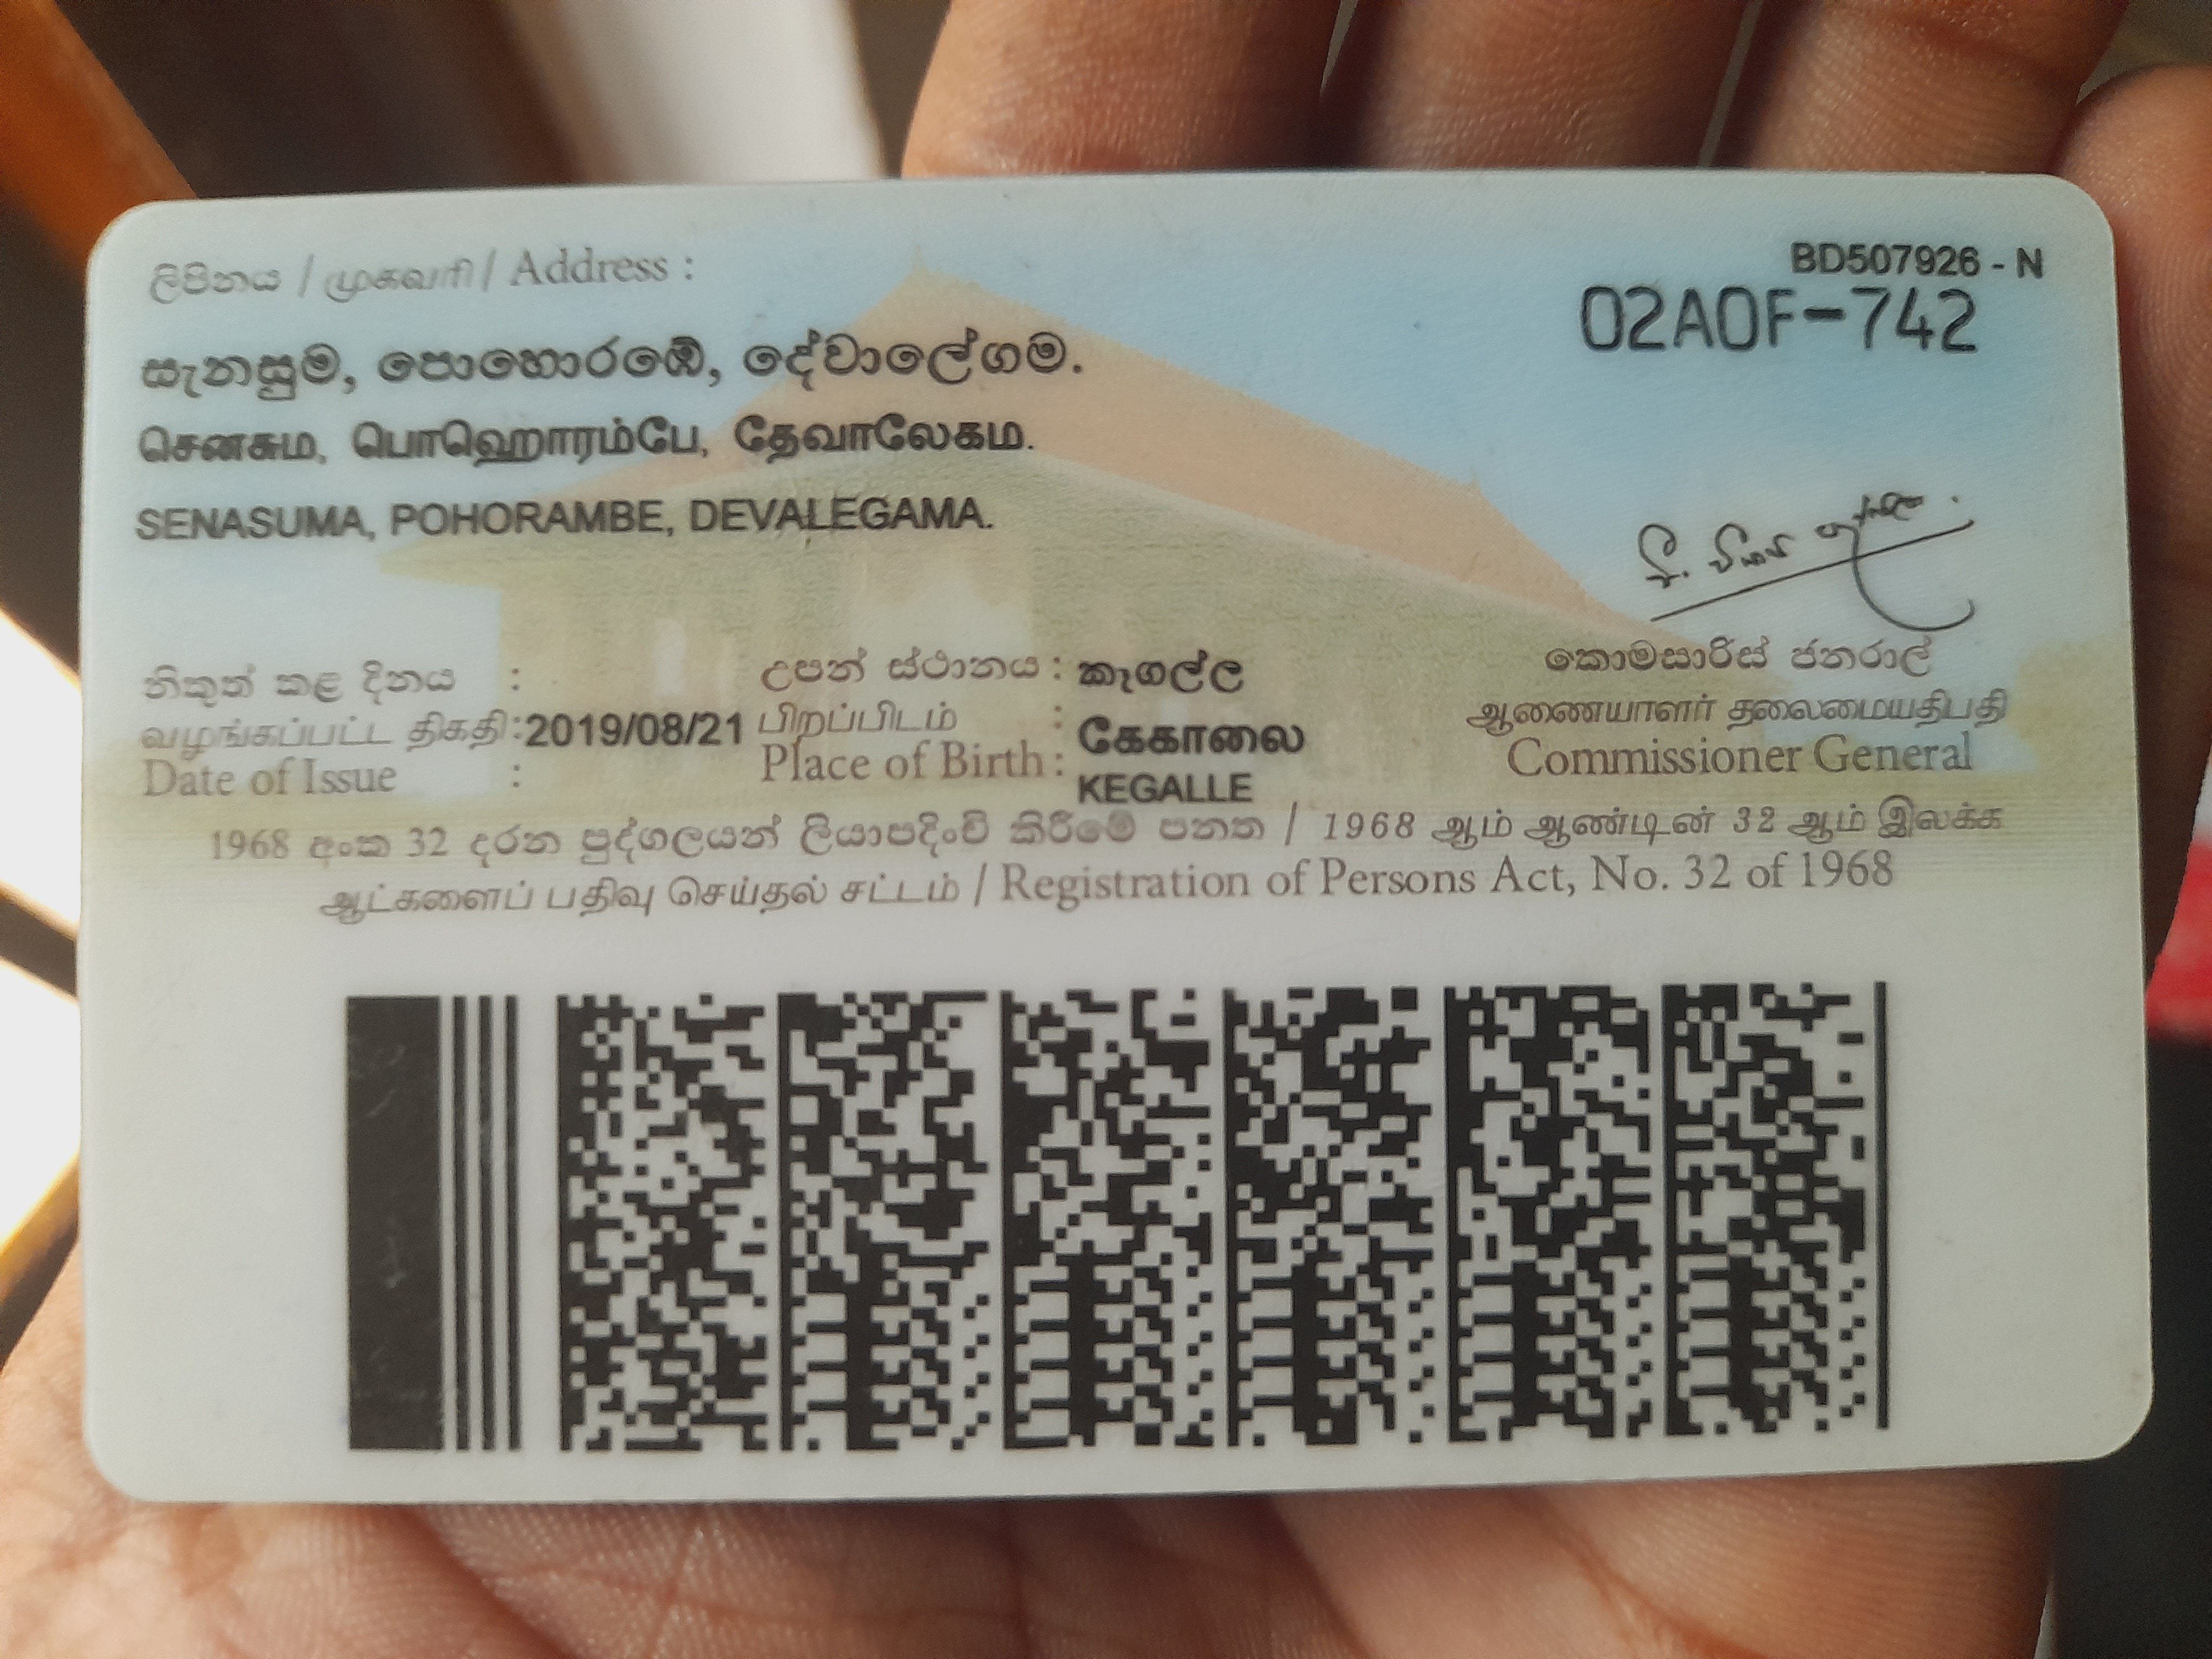 ලිපිනය / முகவரி / Address :
BD507926 - N
02A0F-742
සැනසුම, පොහොරඹේ, දේවාලේගම.
செனசும, பொஹொரம்பே, தேவாலேகம.
SENASUMA, POHORAMBE, DEVALEGAMA.
නිකුත් කළ දිනය :
வழங்கப்பட்ட திகதி : 2019/08/21
Date of Issue :
උපන් ස්ථානය : කෑගල්ල
பிறப்பிடம் : கேகாலை
Place of Birth : KEGALLE
කොමසාරිස් ජනරාල්
ஆணையாளர் தலைமையதிபதி
Commissioner General
1968 අංක 32 දරන පුද්ගලයන් ලියාපදිංචි කිරීමේ පනත / 1968 ஆம் ஆண்டின் 32 ஆம் இலக்க
ஆட்களைப் பதிவு செய்தல் சட்டம் / Registration of Persons Act, No. 32 of 1968